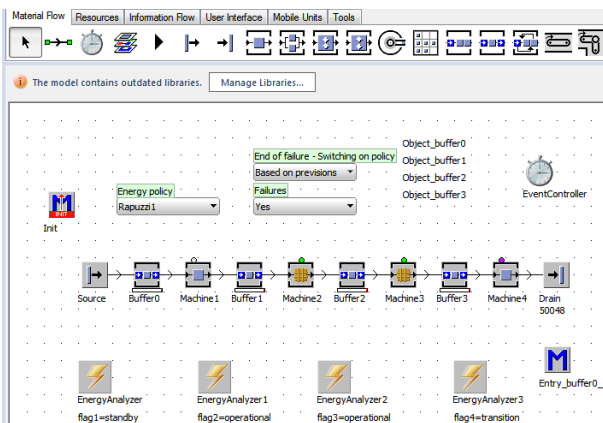 Material Flow Resources Information Flow User Interface Mobile Units Tools
The model contains outdated libraries. Manage Libraries...
Object_buffer0
End of failure - Switching on policy
Object_buffer1
Based on previsions
Object_buffer2
Energy policy
Failures
Object_buffer3
EventController
INIT
Rapuzzi1
Yes
Init
Source Buffer0 Machine1 Buffer1 Machine2 Buffer2 Machine3 Buffer3 Machine4 Drain
50048
M
Entry_buffer0_
EnergyAnalyzer EnergyAnalyzer1 EnergyAnalyzer2 EnergyAnalyzer3
flag1=standby flag2=operational flag3=operational flag4=transition